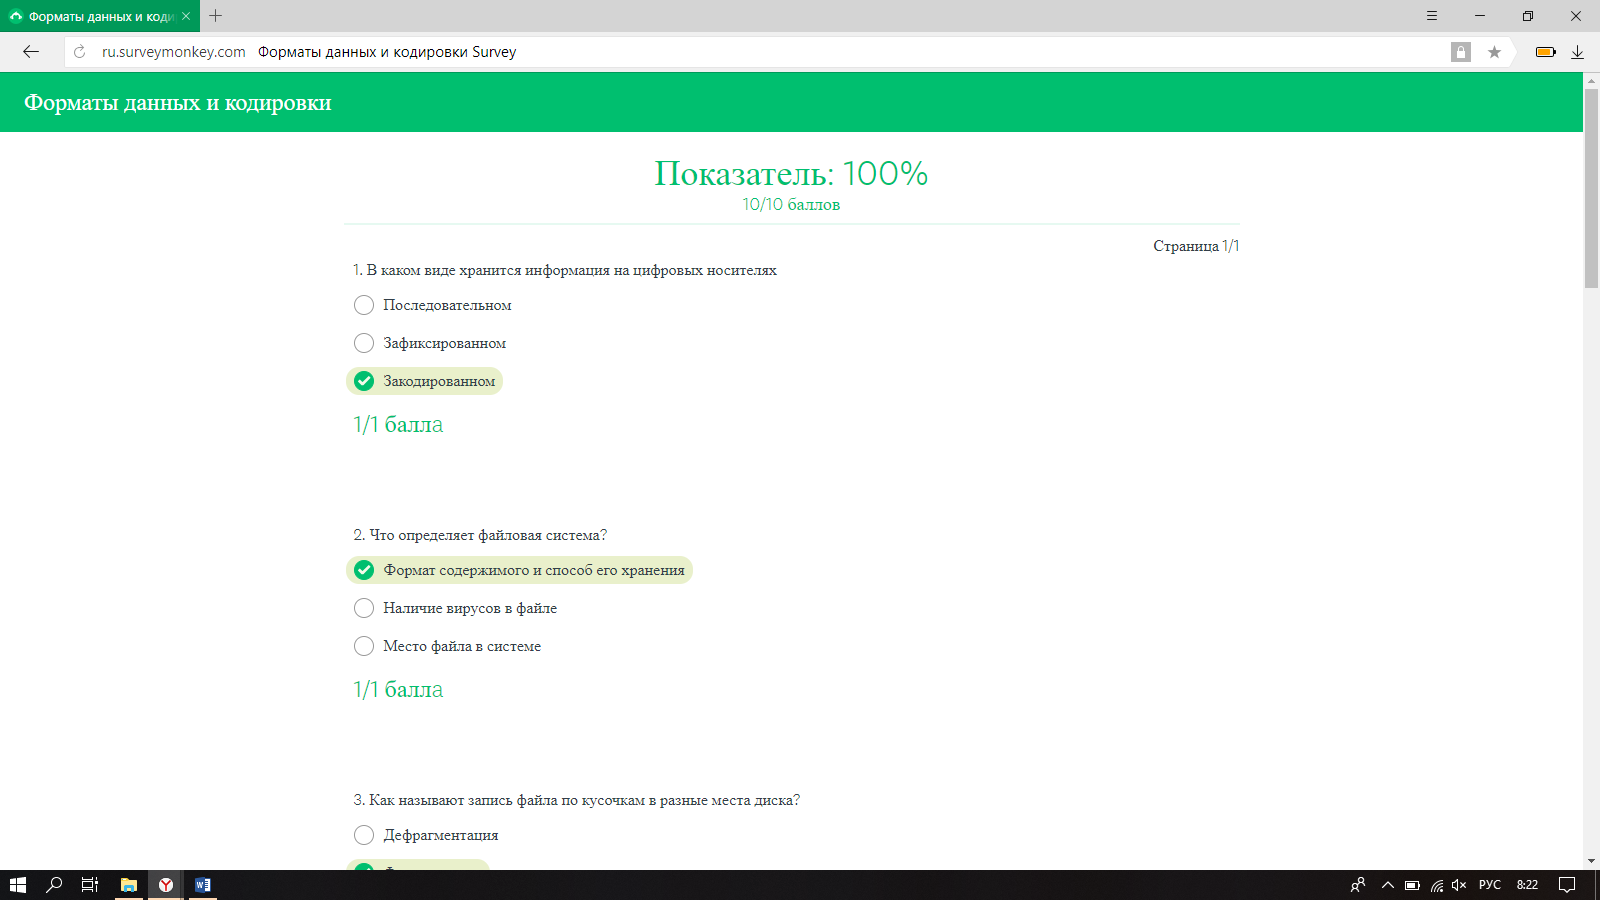 Форматы данных и коди
ru.surveymonkey.com Форматы данных и кодировки Survey
Форматы данных и кодировки
Показатель: 100%
10/10 баллов
Страница 1/1
1. В каком виде хранится информация на цифровых носителях
Последовательном
Зафиксированном
Закодированном
1/1 балла
2. Что определяет файловая система?
Формат содержимого и способ его хранения
Наличие вирусов в файле
Место файла в системе
1/1 балла
3. Как называют запись файла по кусочкам в разные места диска?
Дефрагментация
РУС 8:22